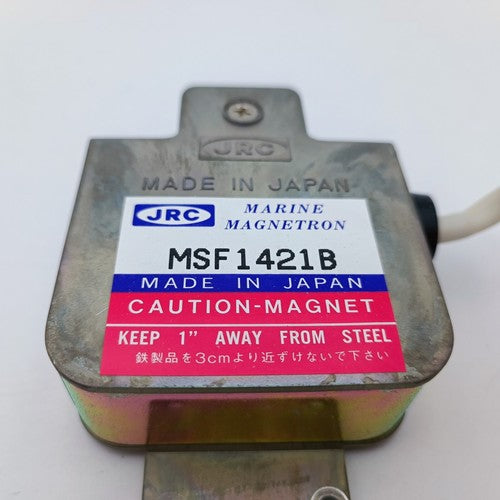 JRC
MADE IN JAPAN
JRC MARINE
MAGNETRON
MSF1421B
MADE IN JAPAN
CAUTION-MAGNET
KEEP 1" AWAY FROM STEEL
鉄製品を3cmより近ずけないで下さい